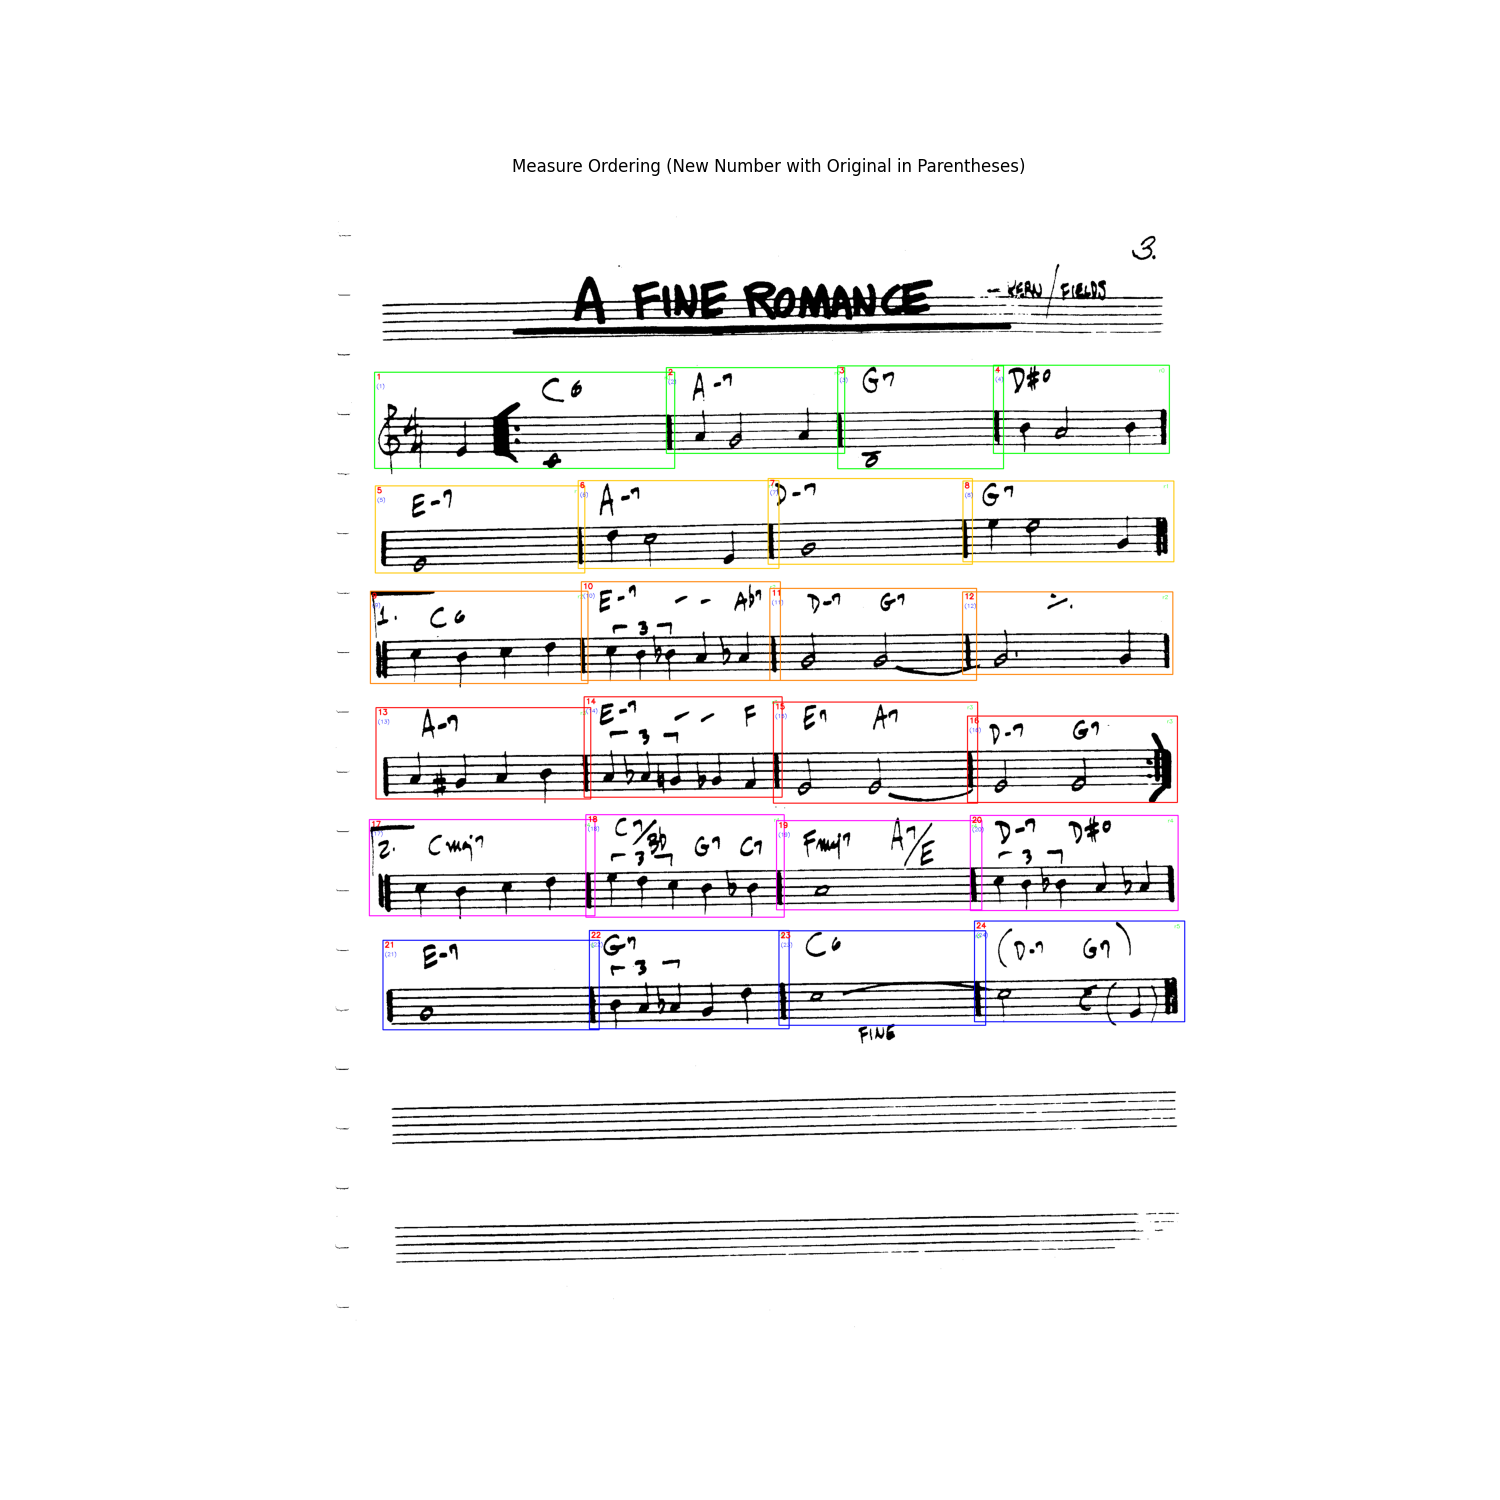 Measure Ordering (New Number with Original in Parentheses)
3.
A FINE ROMANCE
- KERN / FIELDS
1 2 3 4
(1) (2) (3) (4)
C6 A-7 G7 D#o
5 6 7 8
(5) (6) (7) (8)
E-7 A-7 D-7 G7
9 10 11 12
(9) (10) (11) (12)
1. C6 E-7 - - Ab7 D-7 G7 ٪
3
13 14 15 16
(13) (14) (15) (16)
A-7 E-7 - - F E7 A7 D-7 G7
3
17 18 19 20
(17) (18) (19) (20)
2. Cmaj7 C7/Bb G7 C7 Fmaj7 A7/E D-7 D#o
3 3
21 22 23 24
(21) (22) (23) (24)
E-7 G7 C6 (D-7 G7)
3
FINE